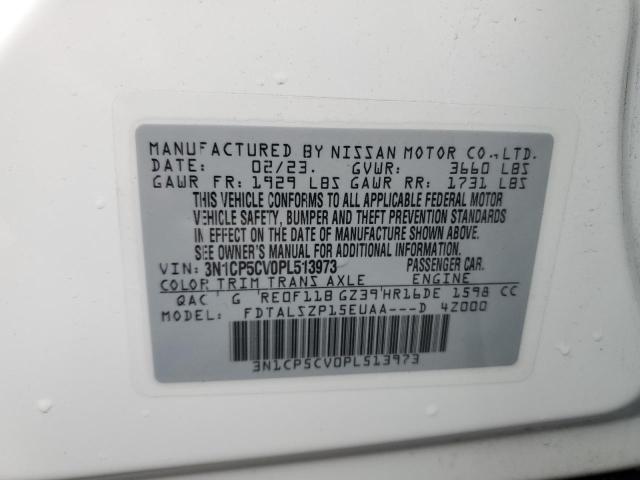 MANUFACTURED BY NISSAN MOTOR CO., LTD.
DATE: 02/23. GVWR: 3660 LBS
GAWR FR: 1929 LBS GAWR RR: 1731 LBS
THIS VEHICLE CONFORMS TO ALL APPLICABLE FEDERAL MOTOR
VEHICLE SAFETY, BUMPER AND THEFT PREVENTION STANDARDS
IN EFFECT ON THE DATE OF MANUFACTURE SHOWN ABOVE.
SEE OWNER'S MANUAL FOR ADDITIONAL INFORMATION.
VIN: 3N1CP5CV0PL513973 PASSENGER CAR.
COLOR TRIM TRANS AXLE ENGINE
QAC G RE0F11B GZ39 HR16DE 1598 CC
MODEL: FDTALSZP15EUAA---D 4Z000
3N1CP5CV0PL513973